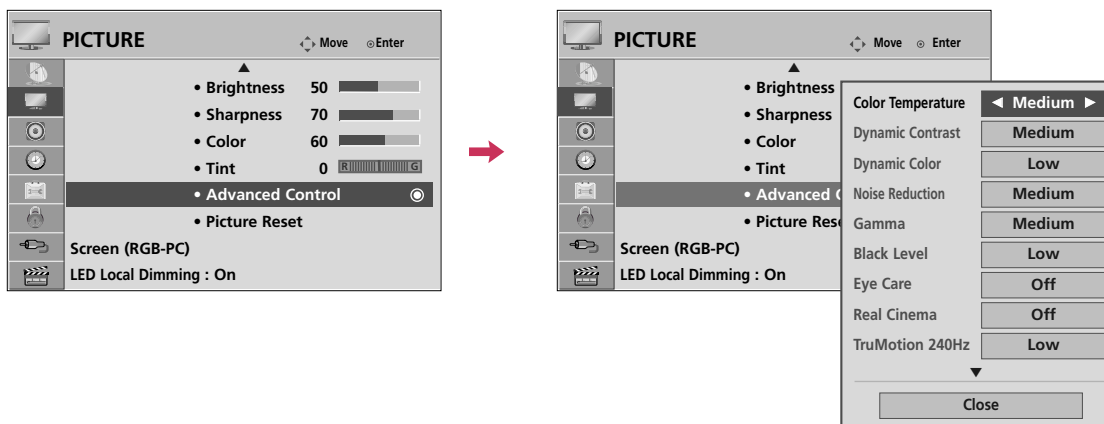 PICTURE
Move
Enter
• Brightness 50
• Sharpness 70
• Color 60
• Tint 0 R G
• Advanced Control
• Picture Reset
Screen (RGB-PC)
LED Local Dimming : On
PICTURE
Move
Enter
• Brightness
• Sharpness
• Color
• Tint
• Advanced C
• Picture Rese
Screen (RGB-PC)
LED Local Dimming : On
Color Temperature ◀ Medium ▶
Dynamic Contrast Medium
Dynamic Color Low
Noise Reduction Medium
Gamma Medium
Black Level Low
Eye Care Off
Real Cinema Off
TruMotion 240Hz Low
Close